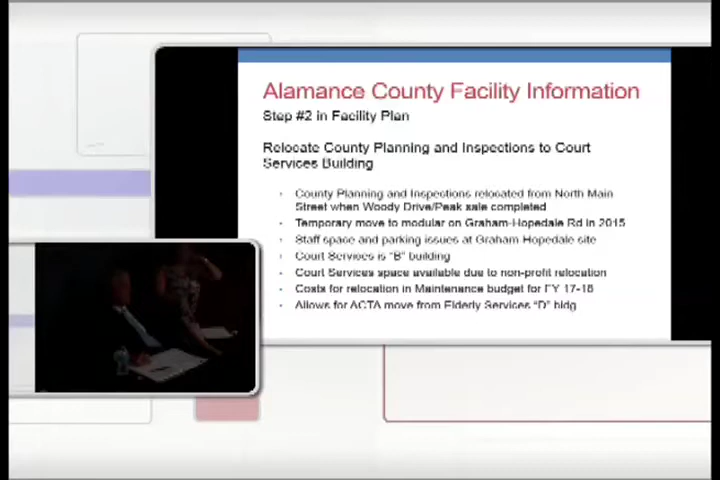 Alamance County Facility Information
Step #2 in Facility Plan
Relocate County Planning and Inspections to Court
Services Building
• County Planning and Inspections relocated from North Main
Street when Woody Drive/Peak sale completed
• Temporary move to modular on Graham-Hopedale Rd in 2015
• Staff space and parking issues at Graham-Hopedale site
• Court Services is "B" building
• Court Services space available due to non-profit relocation
• Costs for relocation in Maintenance budget for FY 17-18
• Allows for ACTA move from Elderly Services "D" bldg